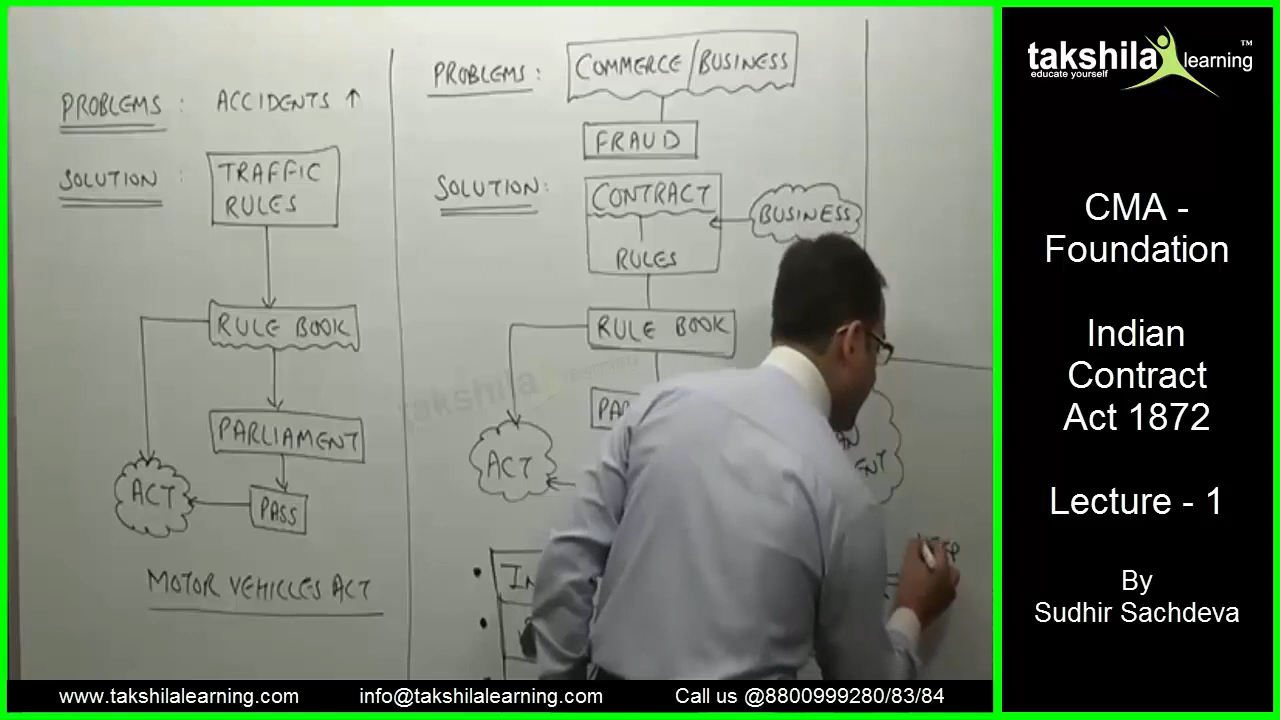 PROBLEMS : ACCIDENTS ↑
SOLUTION :
TRAFFIC
RULES
RULE BOOK
PARLIAMENT
ACT
PASS
MOTOR VEHICLES ACT
PROBLEMS :
COMMERCE/BUSINESS
FRAUD
SOLUTION :
CONTRACT
BUSINESS
RULES
RULE BOOK
ACT
takshila learning
takshila learning™
educate yourself
CMA -
Foundation
Indian
Contract
Act 1872
Lecture - 1
By
Sudhir Sachdeva
www.takshilalearning.com info@takshilalearning.com Call us @8800999280/83/84